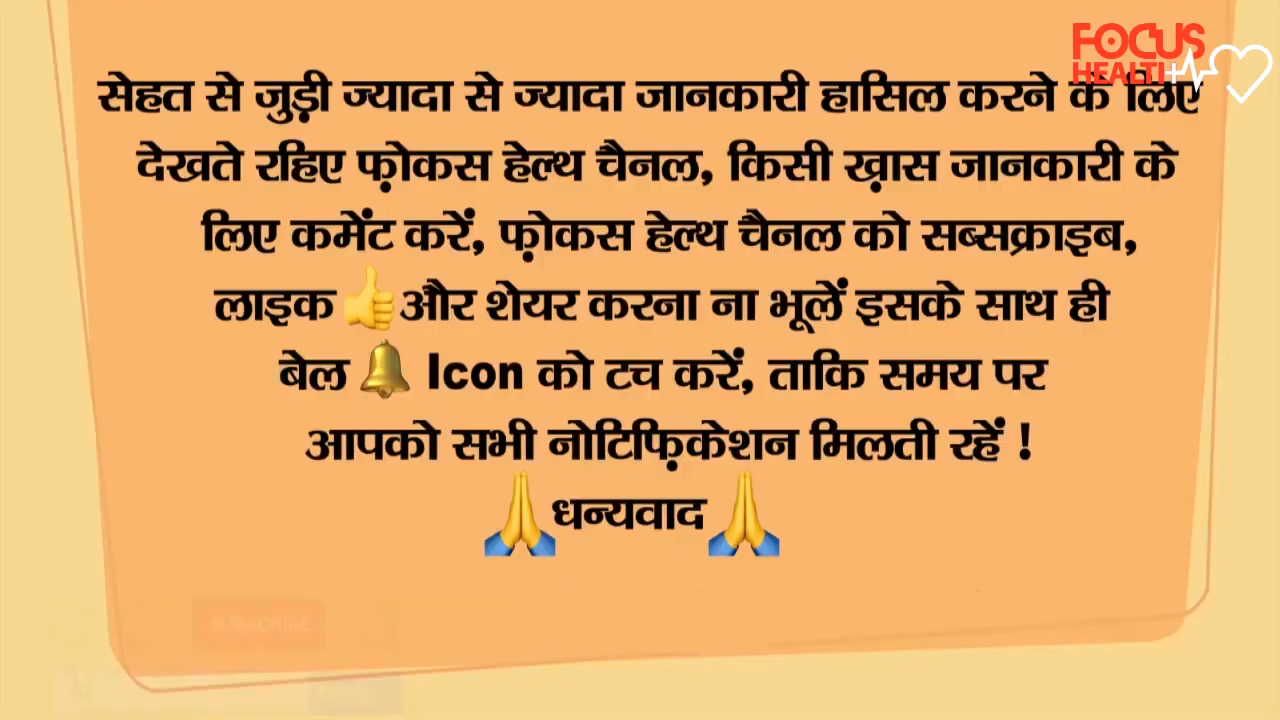 FOCUS
HEALTH
सेहत से जुड़ी ज्यादा से ज्यादा जानकारी हासिल करने के लिए
देखते रहिए फ़ोकस हेल्थ चैनल, किसी ख़ास जानकारी के
लिए कमेंट करें, फ़ोकस हेल्थ चैनल को सब्सक्राइब,
लाइक 👍 और शेयर करना ना भूलें इसके साथ ही
बेल 🔔 Icon को टच करें, ताकि समय पर
आपको सभी नोटिफ़िकेशन मिलती रहें !
🙏 धन्यवाद 🙏
SUBSCRIBE